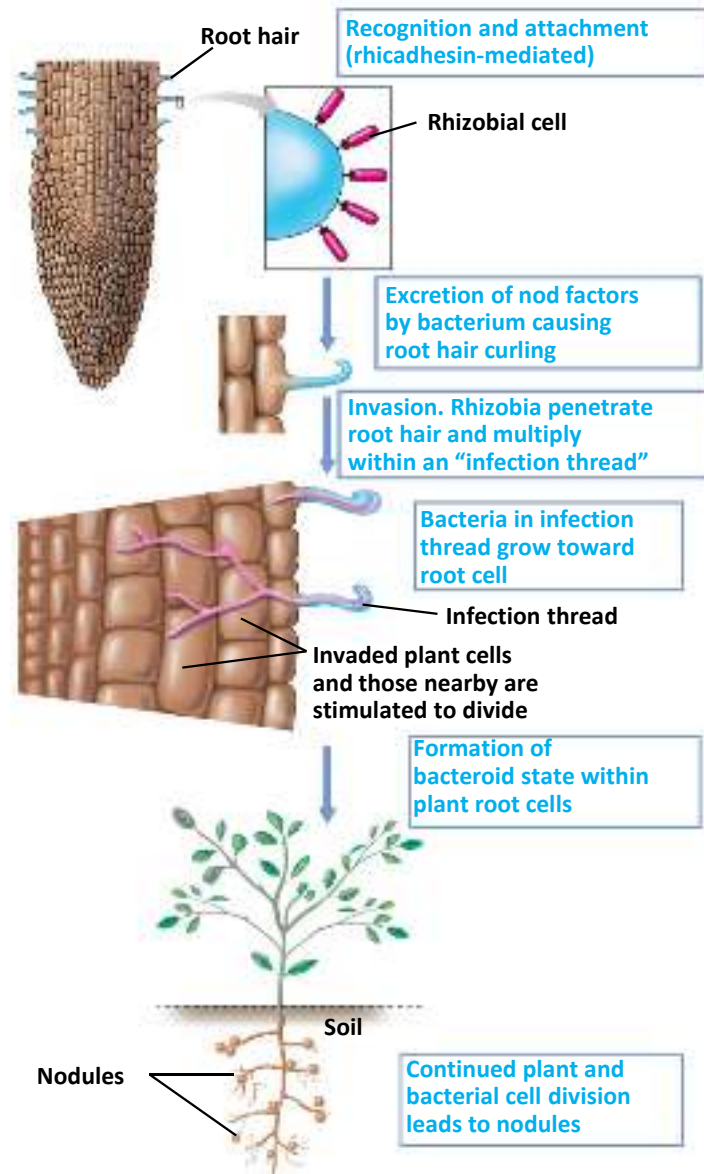 Root hair
Recognition and attachment
(rhicadhesin-mediated)
Rhizobial cell
Excretion of nod factors
by bacterium causing
root hair curling
Invasion. Rhizobia penetrate
root hair and multiply
within an “infection thread”
Bacteria in infection
thread grow toward
root cell
Infection thread
Invaded plant cells
and those nearby are
stimulated to divide
Formation of
bacteroid state within
plant root cells
Soil
Nodules
Continued plant and
bacterial cell division
leads to nodules